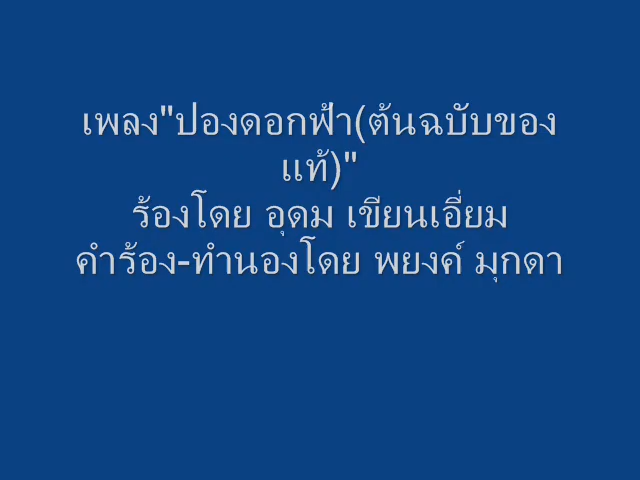 เพลง"ปองดอกฟ้า(ต้นฉบับของ
แท้)"
ร้องโดย อุดม เขียนเอี่ยม
คำร้อง-ทำนองโดย พยงค์ มุกดา